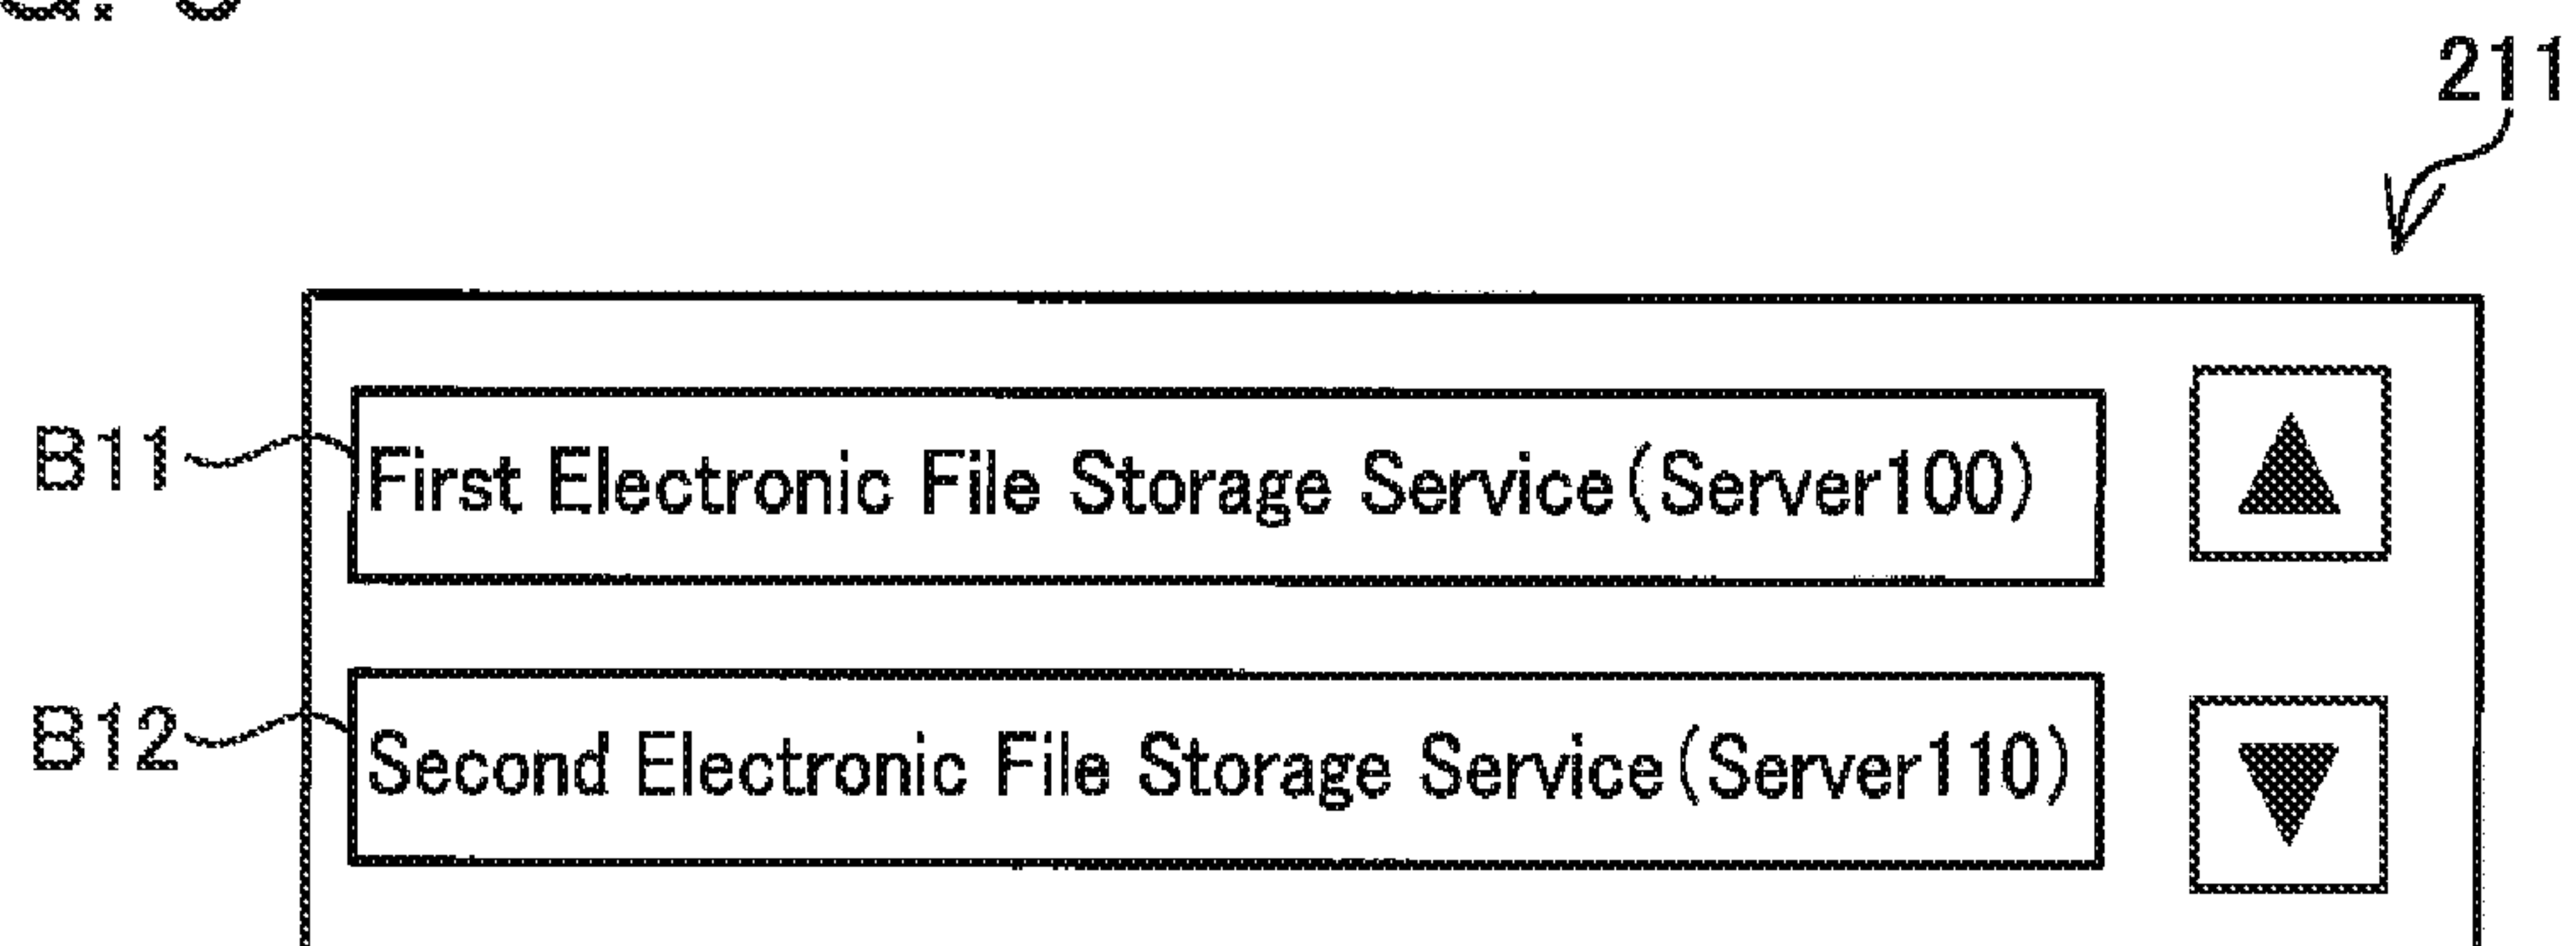 211
B11
First Electronic File Storage Service(Server100)
▲
B12
Second Electronic File Storage Service(Server110)
▼